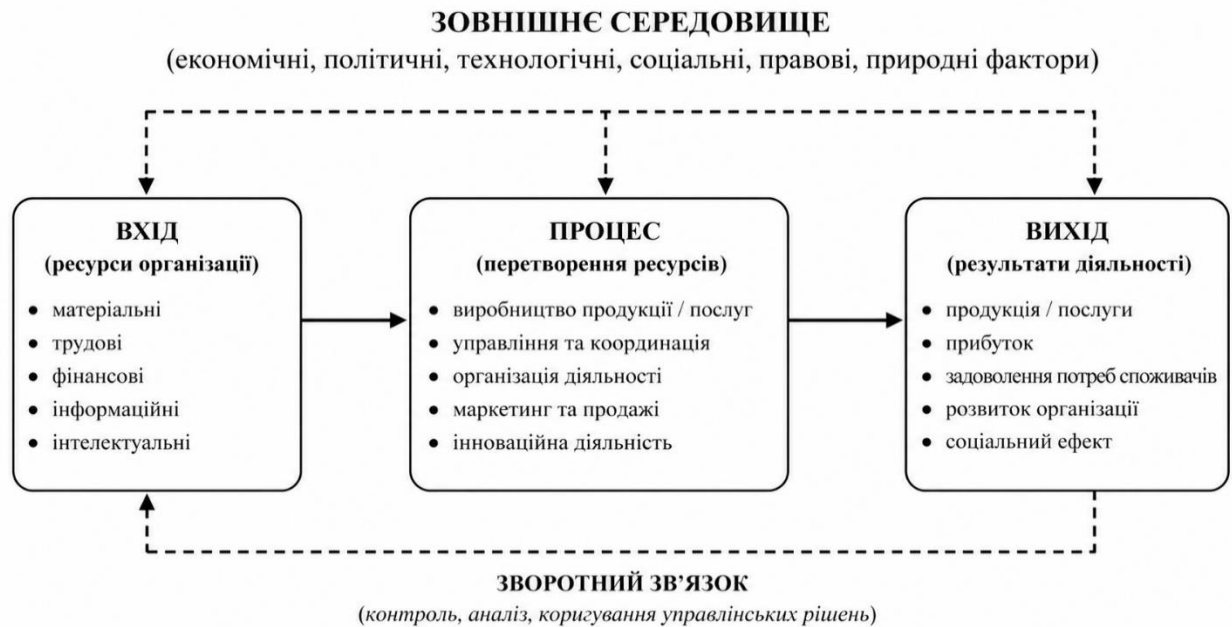 ЗОВНІШНЄ СЕРЕДОВИЩЕ
(економічні, політичні, технологічні, соціальні, правові, природні фактори)
ВХІД
(ресурси організації)
• матеріальні
• трудові
• фінансові
• інформаційні
• інтелектуальні
ПРОЦЕС
(перетворення ресурсів)
• виробництво продукції / послуг
• управління та координація
• організація діяльності
• маркетинг та продажі
• інноваційна діяльність
ВИХІД
(результати діяльності)
• продукція / послуги
• прибуток
• задоволення потреб споживачів
• розвиток організації
• соціальний ефект
ЗВОРОТНИЙ ЗВ’ЯЗОК
(контроль, аналіз, коригування управлінських рішень)